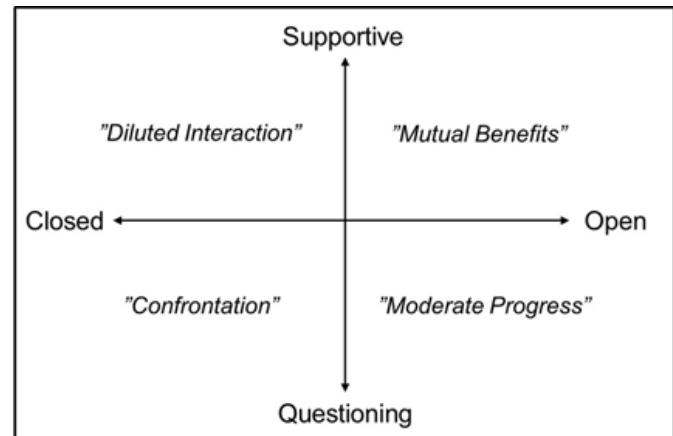 Supportive
”Diluted Interaction”
”Mutual Benefits”
Closed
Open
”Confrontation”
”Moderate Progress”
Questioning